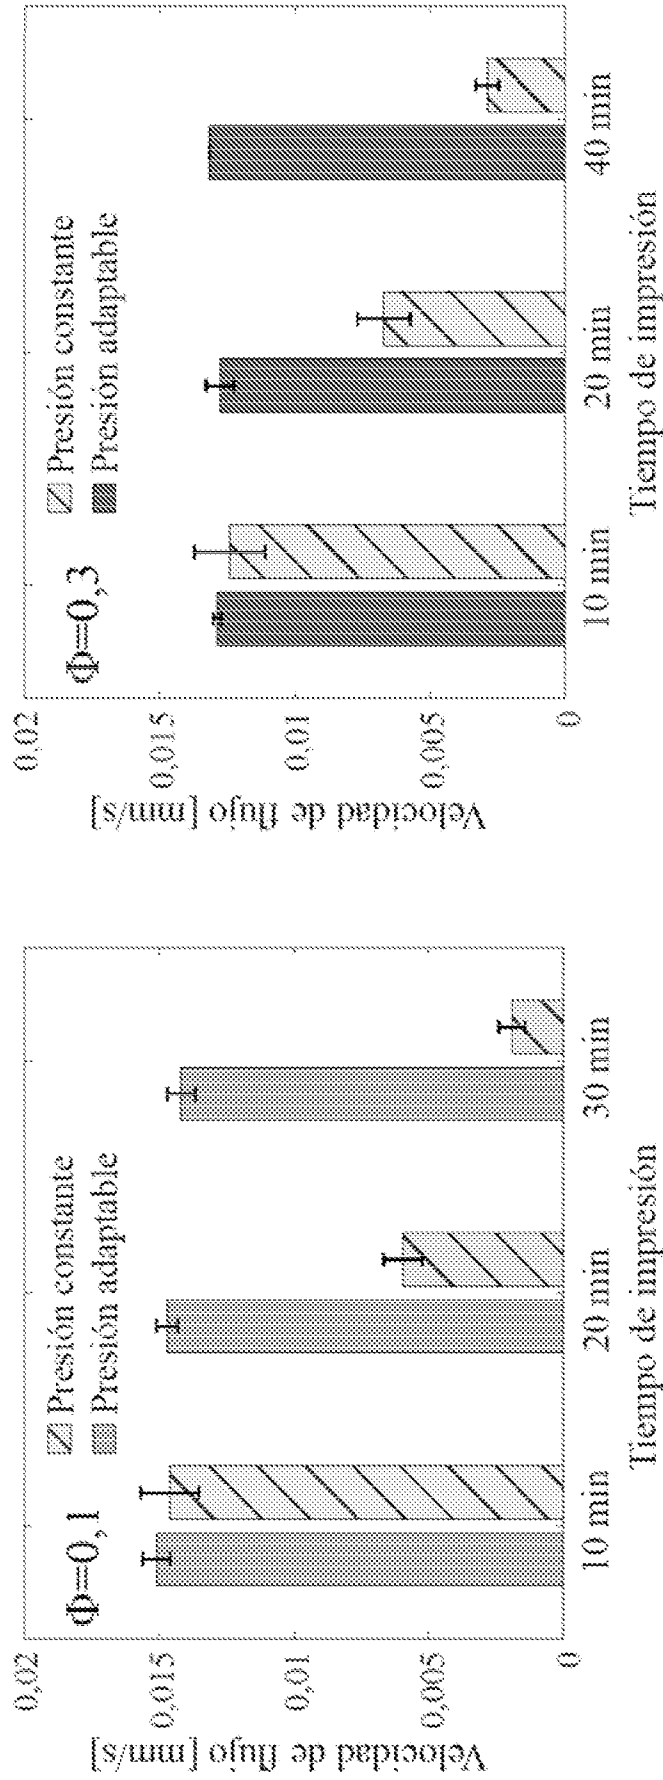 Φ=0,1
Presión constante
Presión adaptable
Velocidad de flujo [mm/s]
0,02
0,015
0,01
0,005
0
10 min
20 min
30 min
Tiempo de impresión
Φ=0,3
Presión constante
Presión adaptable
Velocidad de flujo [mm/s]
0,02
0,015
0,01
0,005
0
10 min
20 min
40 min
Tiempo de impresión